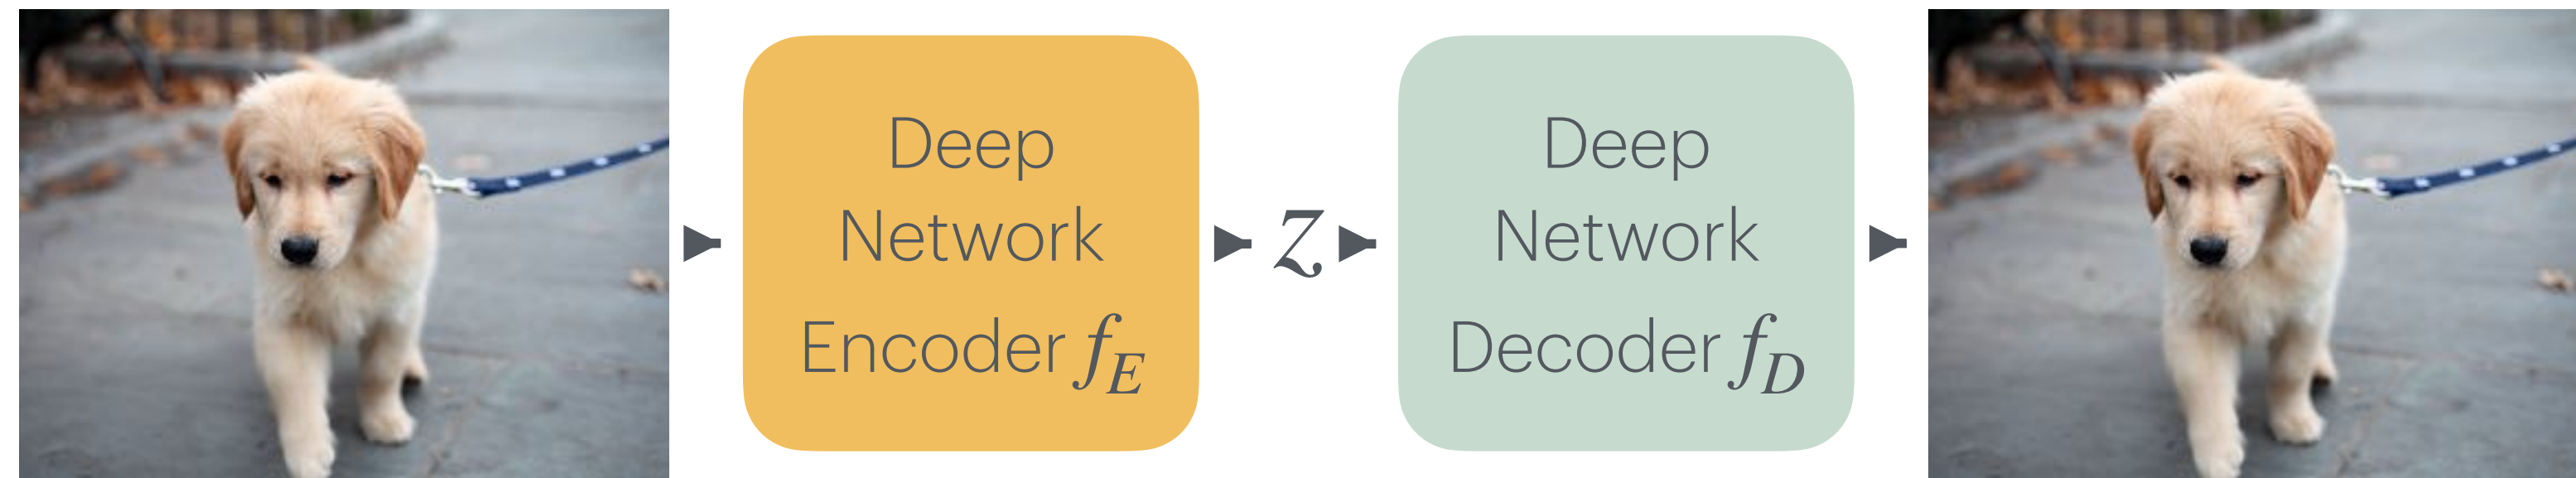 Deep
Network
Encoder f_E
z
Deep
Network
Decoder f_D